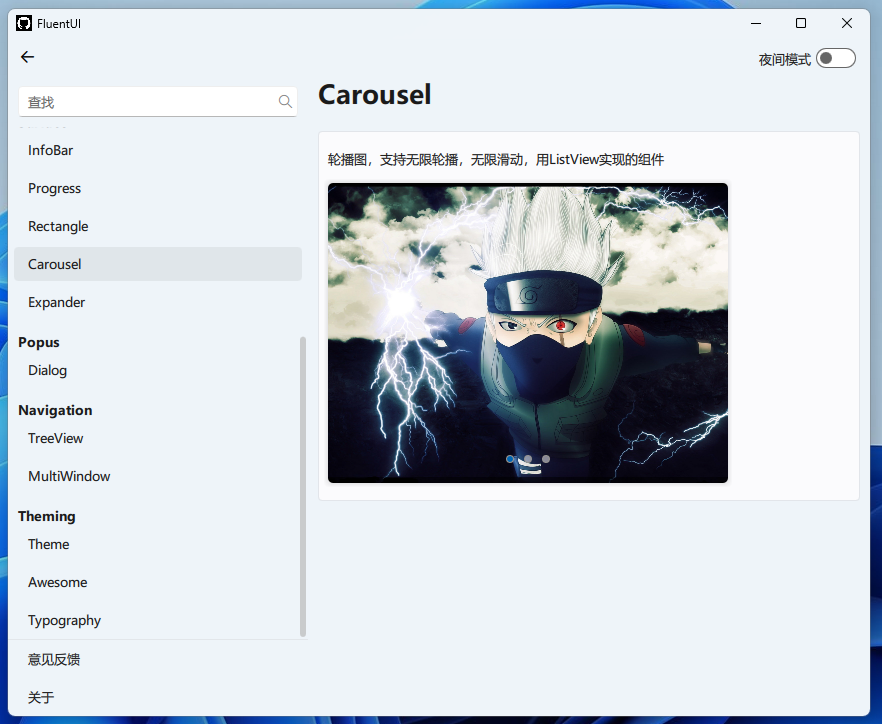 FluentUI
夜间模式
查找
InfoBar
Progress
Rectangle
Carousel
Expander
Popus
Dialog
Navigation
TreeView
MultiWindow
Theming
Theme
Awesome
Typography
意见反馈
关于
Carousel
轮播图，支持无限轮播，无限滑动，用ListView实现的组件